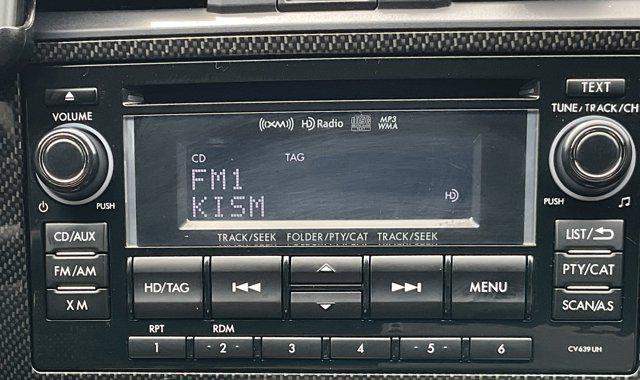 TEXT
VOLUME
TUNE/TRACK/CH
((XM)) HD Radio MP3 WMA
CD TAG
FM1
KISM HD
PUSH
PUSH
TRACK/SEEK FOLDER/PTY/CAT TRACK/SEEK
CD/AUX
LIST/
FM/AM
HD/TAG MENU
PTY/CAT
XM
SCAN/A.S
RPT RDM
1 2 3 4 5 6
CV639UH